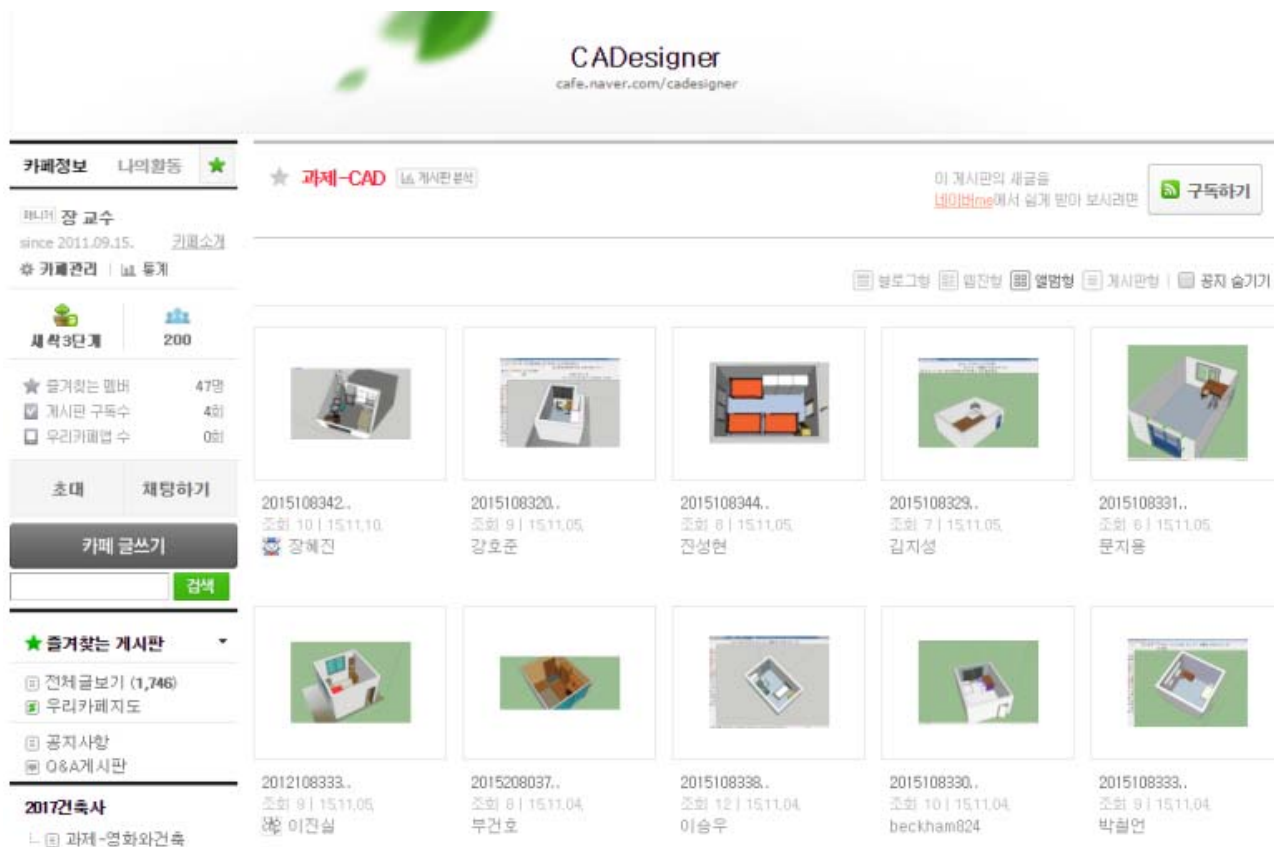 CADesigner
cafe.naver.com/cadesigner
카페정보 나의활동
매니저 장 교수
since 2011.09.15. 카페소개
카페관리 통계
새싹3단계 200
즐겨찾는 멤버 47명
게시판 구독수 4회
우리카페앱 수 0회
초대 채팅하기
카페 글쓰기
검색
즐겨찾는 게시판
전체글보기 (1,746)
우리카페지도
공지사항
Q&A게시판
2017건축사
과제-영화와건축
과제-CAD 게시판 분석
이 게시판의 새글을
네이버me에서 쉽게 받아 보시려면
구독하기
블로그형 웹진형 앨범형 게시판형 | 공지 숨기기
2015108342.. 2015108320.. 2015108344.. 2015108329.. 2015108331..
조회 10 | 15.11.10. 조회 9 | 15.11.05. 조회 8 | 15.11.05. 조회 7 | 15.11.05. 조회 6 | 15.11.05.
장혜진 강호준 진성현 김지성 문지용
2012108333.. 2015208037.. 2015108338.. 2015108330.. 2015108333..
조회 9 | 15.11.05. 조회 8 | 15.11.04. 조회 12 | 15.11.04. 조회 10 | 15.11.04. 조회 9 | 15.11.04.
이진실 부건호 이승우 beckham824 박철언